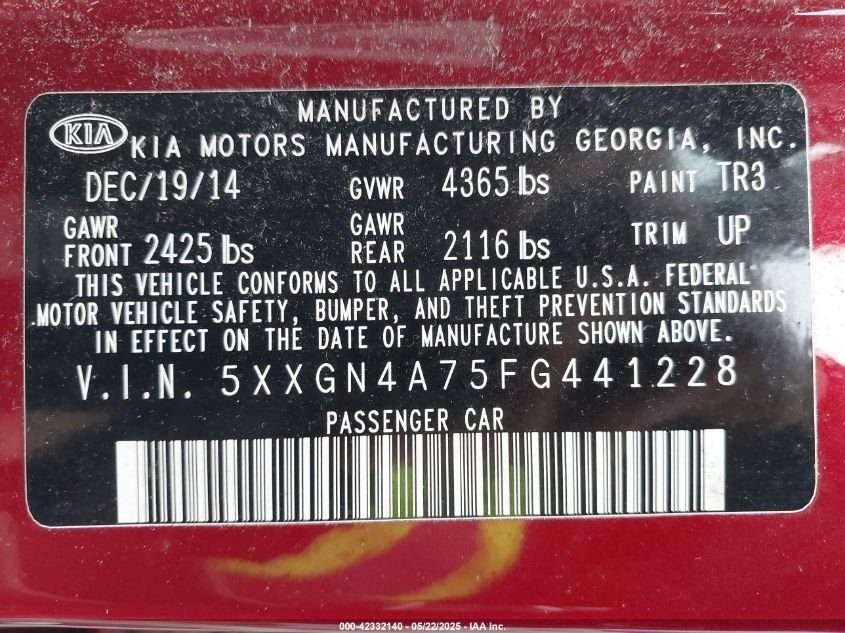 MANUFACTURED BY
KIA KIA MOTORS MANUFACTURING GEORGIA, INC.
DEC/19/14 GVWR 4365 lbs PAINT TR3
GAWR FRONT 2425 lbs GAWR REAR 2116 lbs TRIM UP
THIS VEHICLE CONFORMS TO ALL APPLICABLE U.S.A. FEDERAL
MOTOR VEHICLE SAFETY, BUMPER, AND THEFT PREVENTION STANDARDS
IN EFFECT ON THE DATE OF MANUFACTURE SHOWN ABOVE.
V.I.N. 5XXGN4A75FG441228
PASSENGER CAR
000-42332140 - 05/22/2025 - IAA Inc.